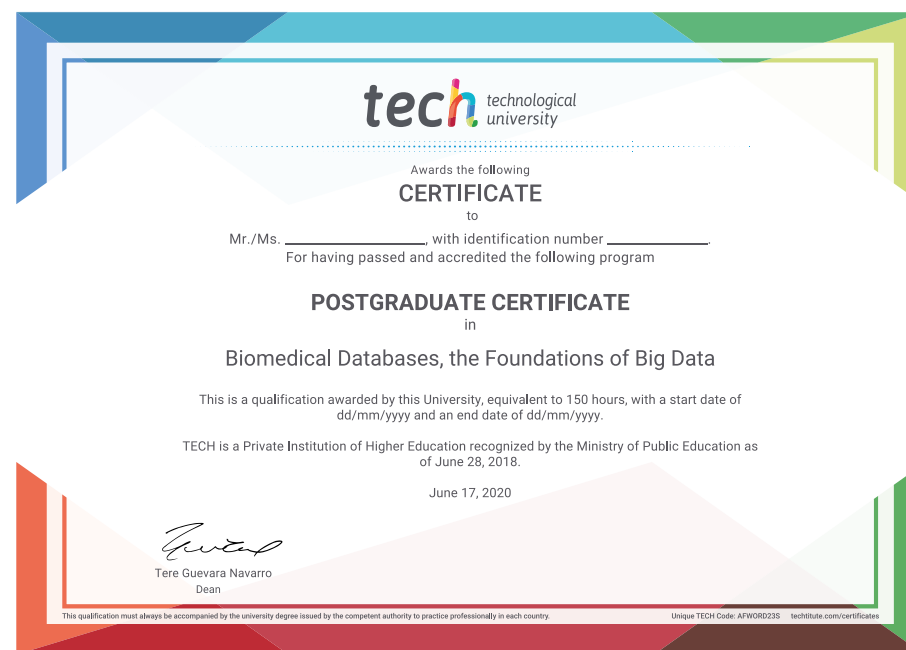 tech technological
university
Awards the following
CERTIFICATE
to
Mr./Ms. ____________________, with identification number ______________.
For having passed and accredited the following program
POSTGRADUATE CERTIFICATE
in
Biomedical Databases, the Foundations of Big Data
This is a qualification awarded by this University, equivalent to 150 hours, with a start date of
dd/mm/yyyy and an end date of dd/mm/yyyy.
TECH is a Private Institution of Higher Education recognized by the Ministry of Public Education as
of June 28, 2018.
June 17, 2020
Tere Guevara Navarro
Dean
This qualification must always be accompanied by the university degree issued by the competent authority to practice professionally in each country.
Unique TECH Code: AFWORD23S techtitute.com/certificates